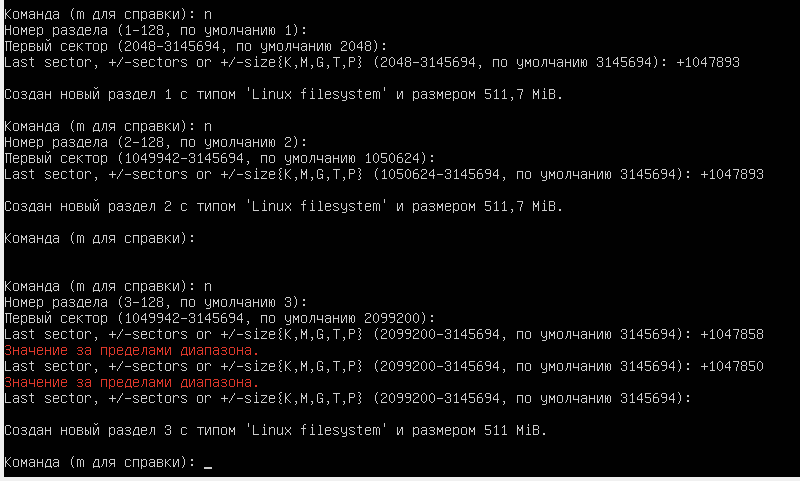 Команда (m для справки): n
Номер раздела (1-128, по умолчанию 1):
Первый сектор (2048-3145694, по умолчанию 2048):
Last sector, +/-sectors or +/-size{K,M,G,T,P} (2048-3145694, по умолчанию 3145694): +1047893
Создан новый раздел 1 с типом 'Linux filesystem' и размером 511,7 MiB.
Команда (m для справки): n
Номер раздела (2-128, по умолчанию 2):
Первый сектор (1049942-3145694, по умолчанию 1050624):
Last sector, +/-sectors or +/-size{K,M,G,T,P} (1050624-3145694, по умолчанию 3145694): +1047893
Создан новый раздел 2 с типом 'Linux filesystem' и размером 511,7 MiB.
Команда (m для справки):
Команда (m для справки): n
Номер раздела (3-128, по умолчанию 3):
Первый сектор (1049942-3145694, по умолчанию 2099200):
Last sector, +/-sectors or +/-size{K,M,G,T,P} (2099200-3145694, по умолчанию 3145694): +1047858
Значение за пределами диапазона.
Last sector, +/-sectors or +/-size{K,M,G,T,P} (2099200-3145694, по умолчанию 3145694): +1047850
Значение за пределами диапазона.
Last sector, +/-sectors or +/-size{K,M,G,T,P} (2099200-3145694, по умолчанию 3145694):
Создан новый раздел 3 с типом 'Linux filesystem' и размером 511 MiB.
Команда (m для справки): _